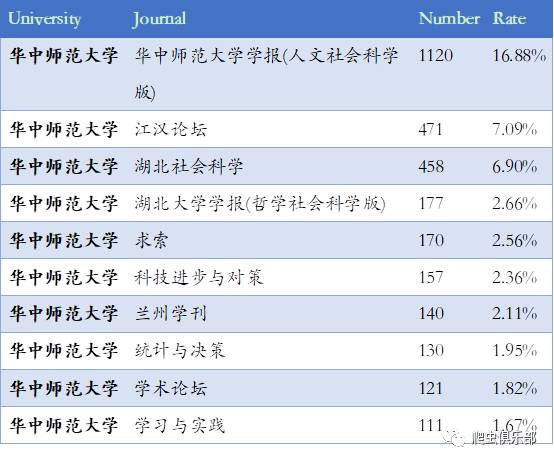 University Journal Number Rate
华中师范大学 华中师范大学学报(人文社会科学 1120 16.88%
版)
华中师范大学 江汉论坛 471 7.09%
华中师范大学 湖北社会科学 458 6.90%
华中师范大学 湖北大学学报(哲学社会科学版) 177 2.66%
华中师范大学 求索 170 2.56%
华中师范大学 科技进步与对策 157 2.36%
华中师范大学 兰州学刊 140 2.11%
华中师范大学 统计与决策 130 1.95%
华中师范大学 学术论坛 121 1.82%
华中师范大学 学习与实践 111 1.67%
爬虫俱乐部